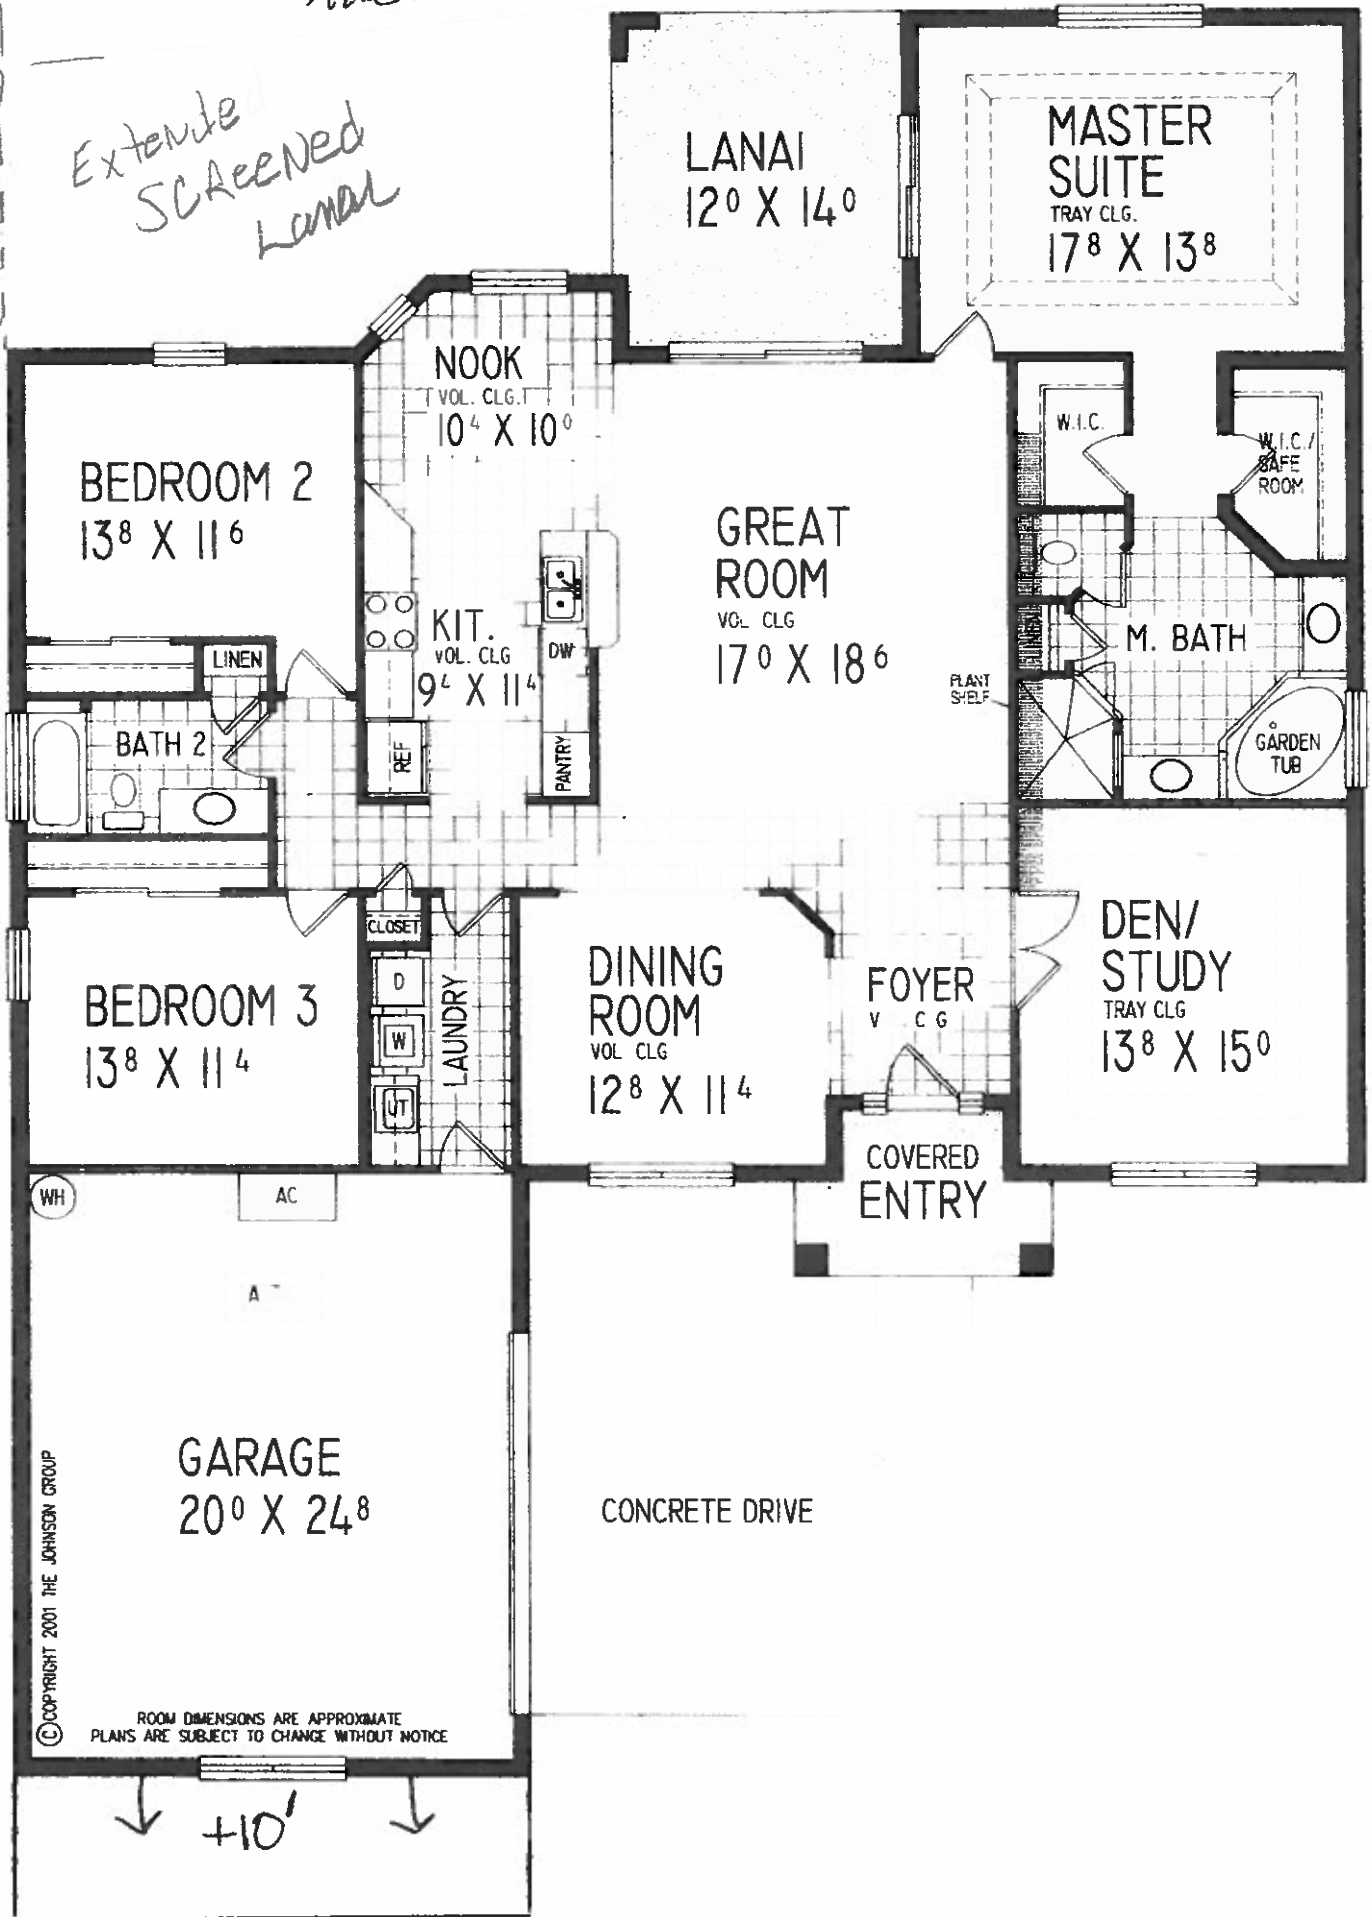 Extende
SCREENed
Lanai
LANAI
12⁰ X 14⁰
MASTER
SUITE
TRAY CLG.
17⁸ X 13⁸
NOOK
VOL. CLG.
10⁴ X 10⁰
W.I.C.
W.I.C./
SAFE
ROOM
BEDROOM 2
13⁸ X 11⁶
GREAT
ROOM
VOL CLG
17⁰ X 18⁶
KIT.
VOL. CLG
9⁴ X 11⁴
DW
LINEN
LINEN
M. BATH
PLANT
SHELF
BATH 2
REF
PANTRY
GARDEN
TUB
CLOSET
D
W
UT
LAUNDRY
BEDROOM 3
13⁸ X 11⁴
DINING
ROOM
VOL CLG
12⁸ X 11⁴
FOYER
V C G
DEN/
STUDY
TRAY CLG
13⁸ X 15⁰
COVERED
ENTRY
WH
AC
A
GARAGE
20⁰ X 24⁸
CONCRETE DRIVE
©COPYRIGHT 2001 THE JOHNSON GROUP
ROOM DIMENSIONS ARE APPROXIMATE
PLANS ARE SUBJECT TO CHANGE WITHOUT NOTICE
+10'